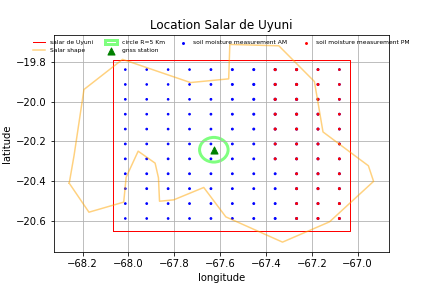 Location Salar de Uyuni
salar de Uyuni circle R=5 Km soil moisture measurement AM soil moisture measurement PM
Salar shape gnss station
−19.8
−20.0
−20.2
−20.4
−20.6
latitude
−68.2 −68.0 −67.8 −67.6 −67.4 −67.2 −67.0
longitude